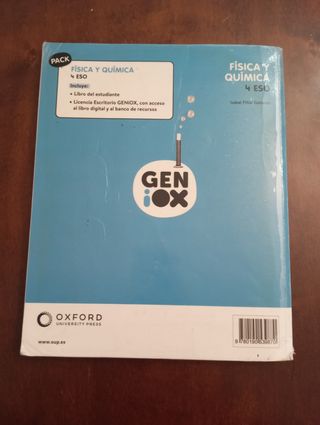 PACK
FÍSICA Y QUÍMICA
4 ESO
Incluye:
• Libro del estudiante
• Licencia Escritorio GENiOX, con acceso
al libro digital y al banco de recursos
FÍSICA Y
QUÍMICA
4 ESO
Isabel
GEN
iOX
OXFORD
UNIVERSITY PRESS
www.oup.es